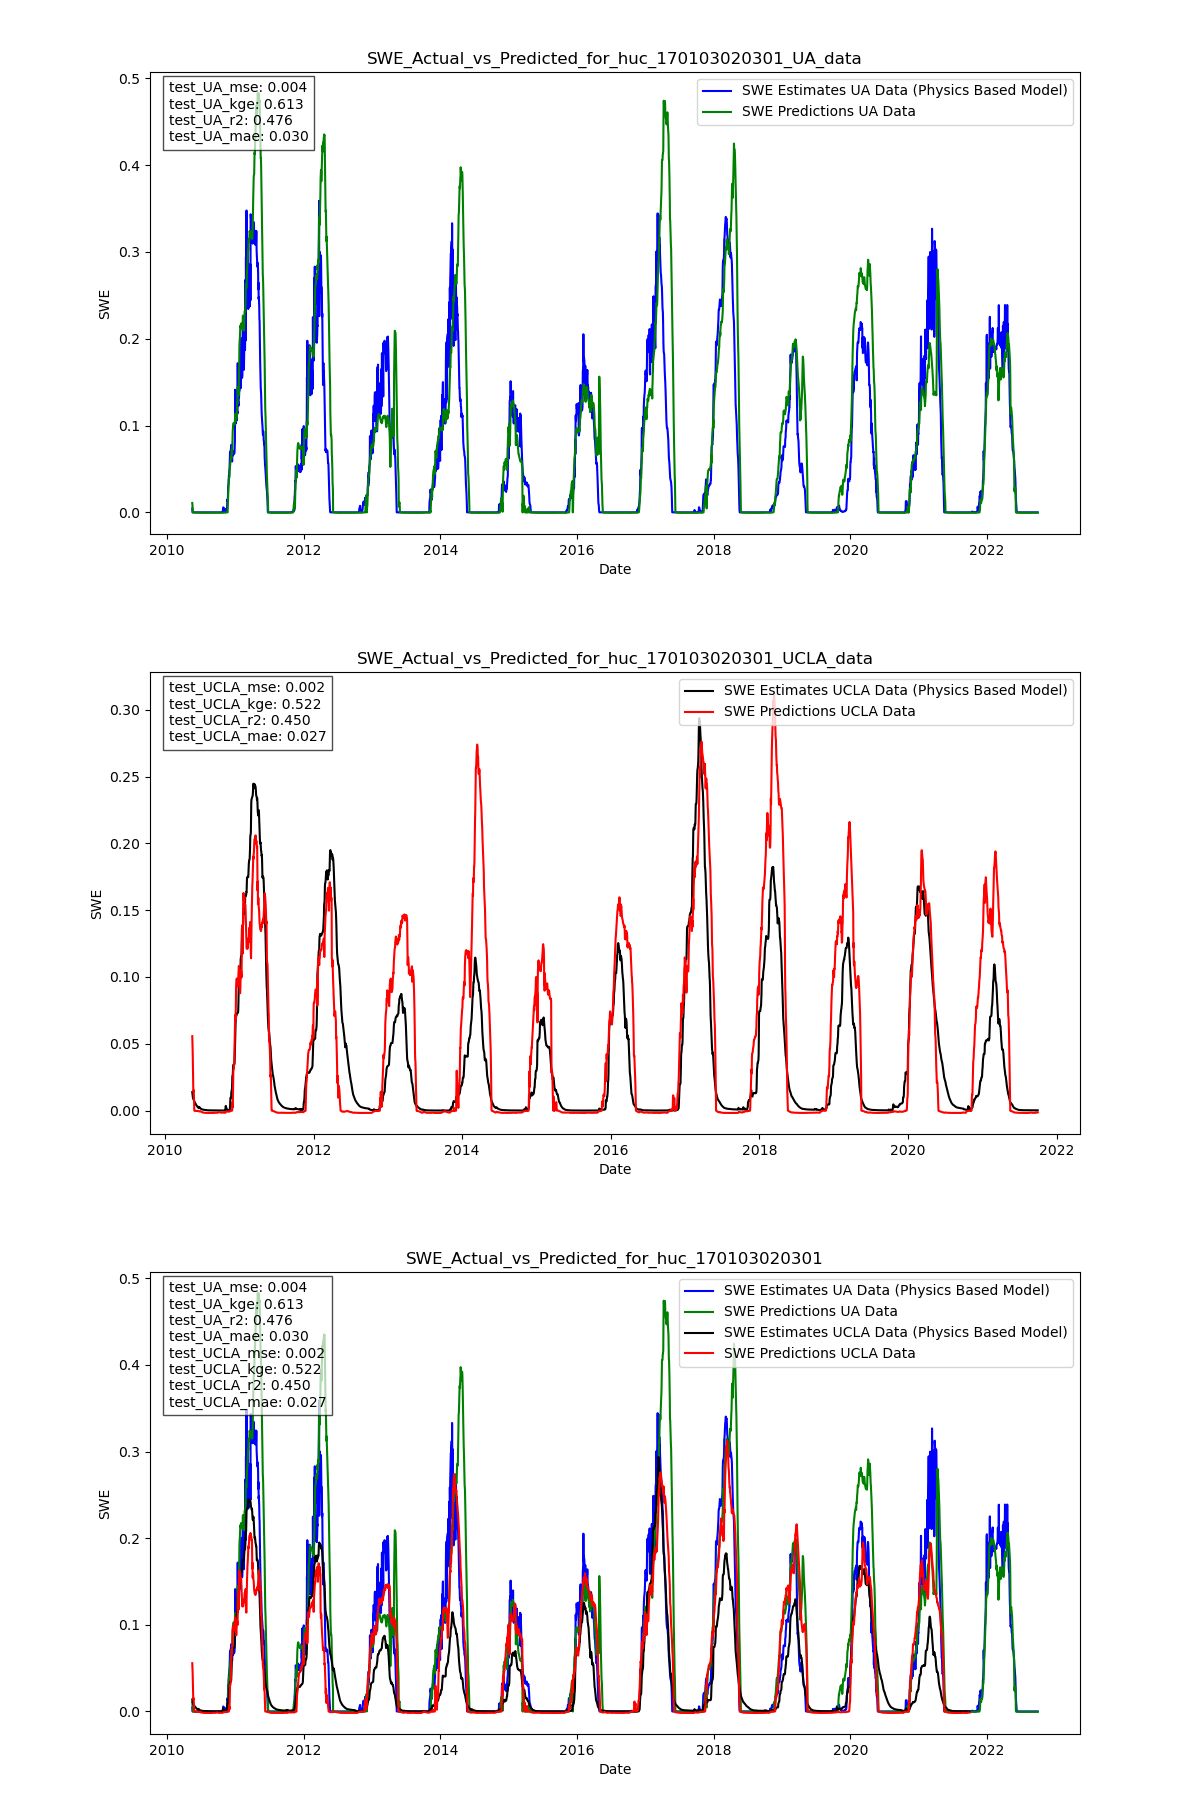 SWE_Actual_vs_Predicted_for_huc_170103020301_UA_data
test_UA_mse: 0.004
test_UA_kge: 0.613
test_UA_r2: 0.476
test_UA_mae: 0.030
SWE Estimates UA Data (Physics Based Model)
SWE Predictions UA Data
0.5
0.4
0.3
0.2
0.1
0.0
SWE
2010 2012 2014 2016 2018 2020 2022
Date
SWE_Actual_vs_Predicted_for_huc_170103020301_UCLA_data
test_UCLA_mse: 0.002
test_UCLA_kge: 0.522
test_UCLA_r2: 0.450
test_UCLA_mae: 0.027
SWE Estimates UCLA Data (Physics Based Model)
SWE Predictions UCLA Data
0.30
0.25
0.20
0.15
0.10
0.05
0.00
SWE
2010 2012 2014 2016 2018 2020 2022
Date
SWE_Actual_vs_Predicted_for_huc_170103020301
test_UA_mse: 0.004
test_UA_kge: 0.613
test_UA_r2: 0.476
test_UA_mae: 0.030
test_UCLA_mse: 0.002
test_UCLA_kge: 0.522
test_UCLA_r2: 0.450
test_UCLA_mae: 0.027
SWE Estimates UA Data (Physics Based Model)
SWE Predictions UA Data
SWE Estimates UCLA Data (Physics Based Model)
SWE Predictions UCLA Data
0.5
0.4
0.3
0.2
0.1
0.0
SWE
2010 2012 2014 2016 2018 2020 2022
Date